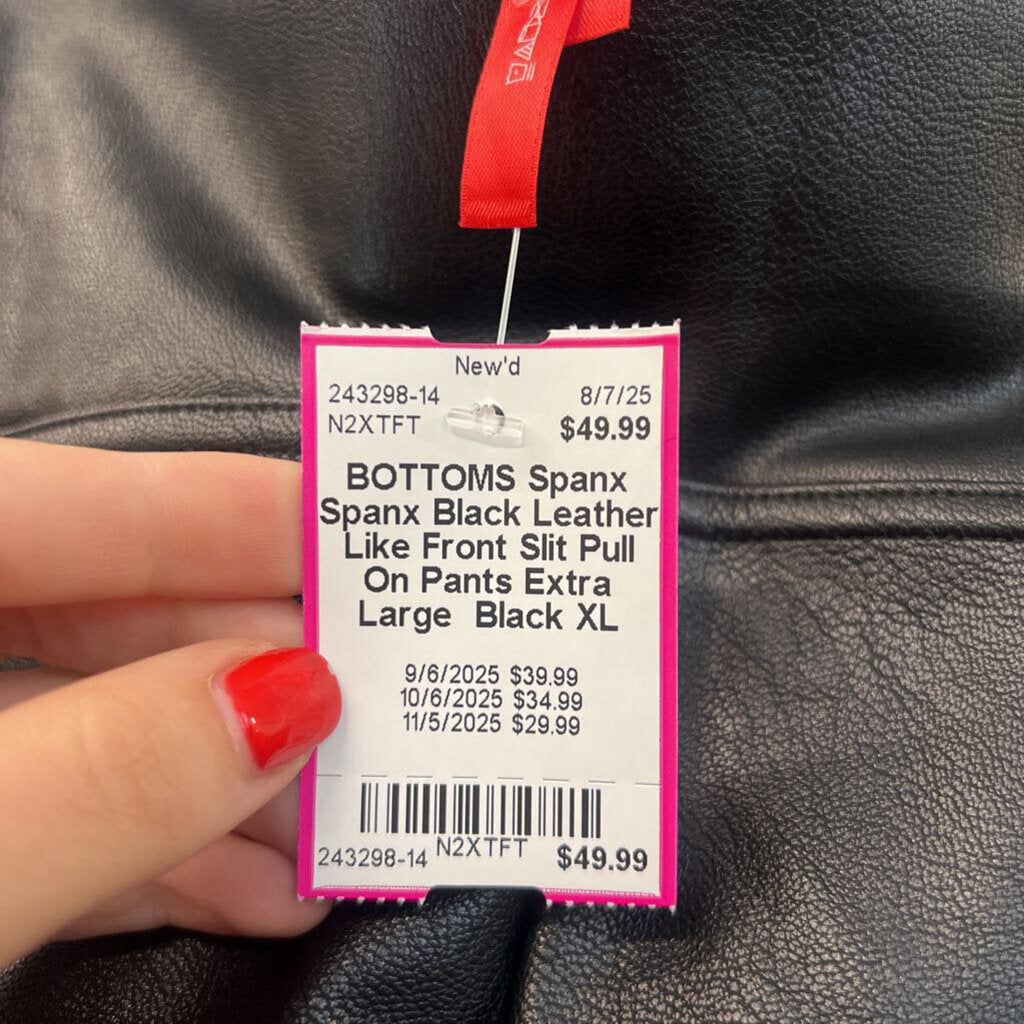 New'd
243298-14 8/7/25
N2XTFT $49.99
BOTTOMS Spanx
Spanx Black Leather
Like Front Slit Pull
On Pants Extra
Large Black XL
9/6/2025 $39.99
10/6/2025 $34.99
11/5/2025 $29.99
243298-14 N2XTFT $49.99